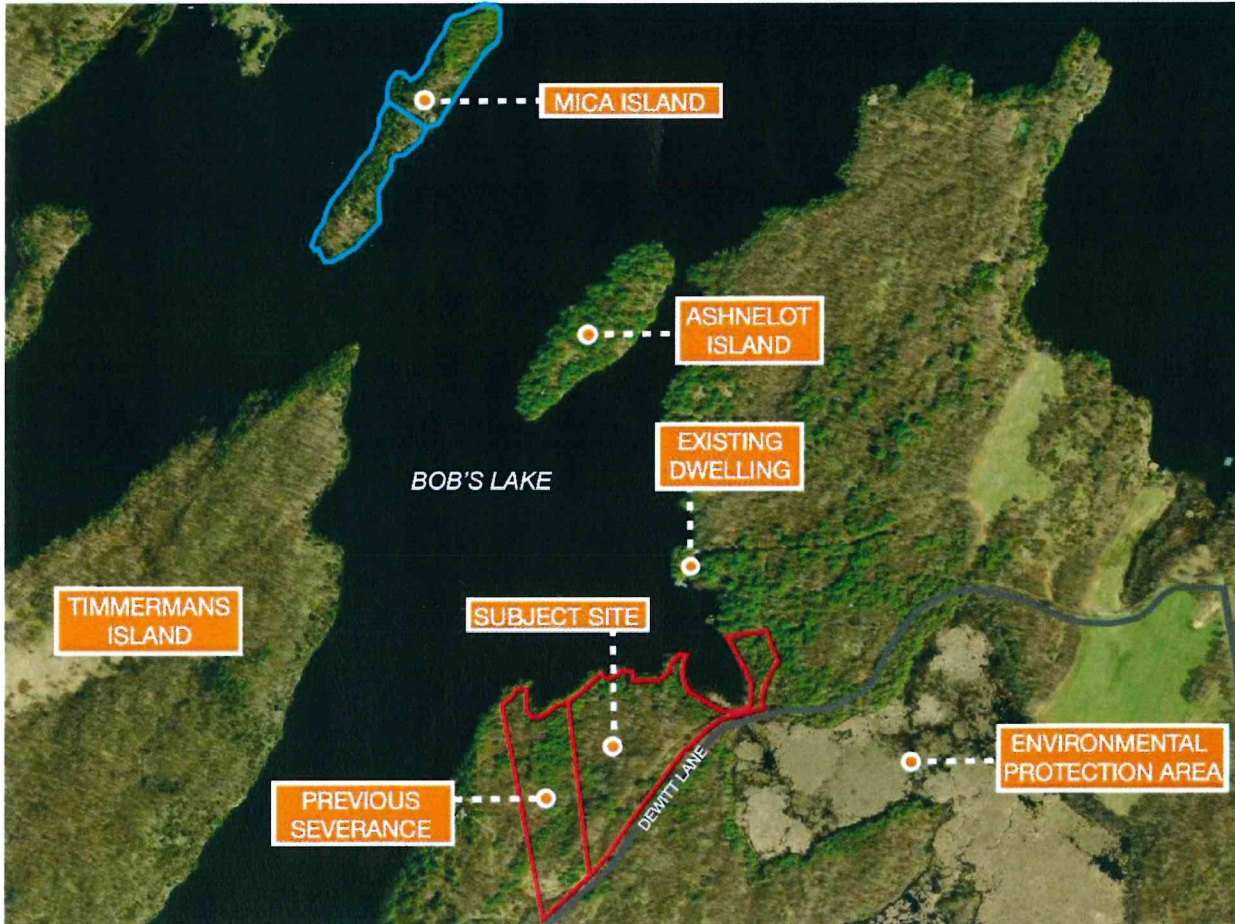 MICA ISLAND
ASHNELOT
ISLAND
EXISTING
DWELLING
BOB'S LAKE
TIMMERMANS
ISLAND
SUBJECT SITE
ENVIRONMENTAL
PROTECTION AREA
PREVIOUS
SEVERANCE
DEWITT LANE